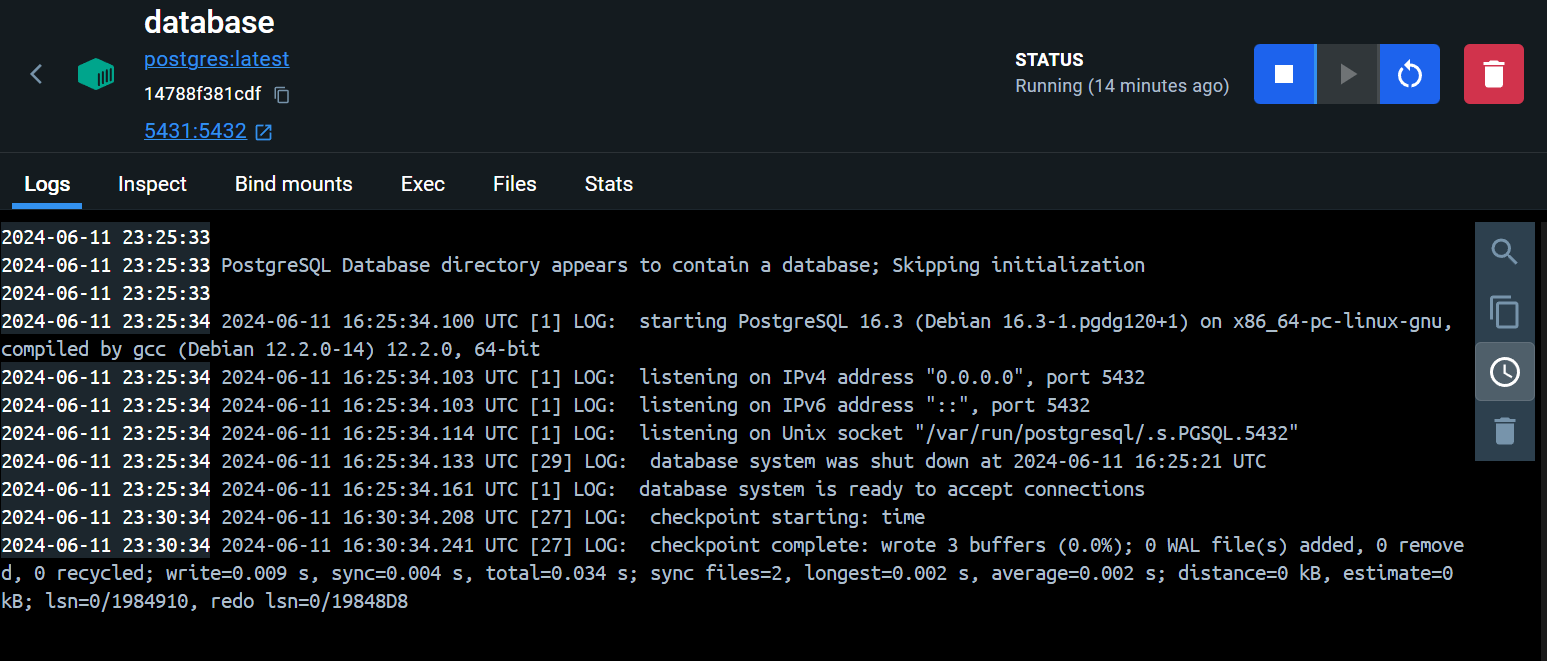 database
postgres:latest
14788f381cdf
5431:5432
STATUS
Running (14 minutes ago)
Logs Inspect Bind mounts Exec Files Stats
2024-06-11 23:25:33
2024-06-11 23:25:33 PostgreSQL Database directory appears to contain a database; Skipping initialization
2024-06-11 23:25:33
2024-06-11 23:25:34 2024-06-11 16:25:34.100 UTC [1] LOG:  starting PostgreSQL 16.3 (Debian 16.3-1.pgdg120+1) on x86_64-pc-linux-gnu,
compiled by gcc (Debian 12.2.0-14) 12.2.0, 64-bit
2024-06-11 23:25:34 2024-06-11 16:25:34.103 UTC [1] LOG:  listening on IPv4 address "0.0.0.0", port 5432
2024-06-11 23:25:34 2024-06-11 16:25:34.103 UTC [1] LOG:  listening on IPv6 address "::", port 5432
2024-06-11 23:25:34 2024-06-11 16:25:34.114 UTC [1] LOG:  listening on Unix socket "/var/run/postgresql/.s.PGSQL.5432"
2024-06-11 23:25:34 2024-06-11 16:25:34.133 UTC [29] LOG:  database system was shut down at 2024-06-11 16:25:21 UTC
2024-06-11 23:25:34 2024-06-11 16:25:34.161 UTC [1] LOG:  database system is ready to accept connections
2024-06-11 23:30:34 2024-06-11 16:30:34.208 UTC [27] LOG:  checkpoint starting: time
2024-06-11 23:30:34 2024-06-11 16:30:34.241 UTC [27] LOG:  checkpoint complete: wrote 3 buffers (0.0%); 0 WAL file(s) added, 0 remove
d, 0 recycled; write=0.009 s, sync=0.004 s, total=0.034 s; sync files=2, longest=0.002 s, average=0.002 s; distance=0 kB, estimate=0
kB; lsn=0/1984910, redo lsn=0/19848D8